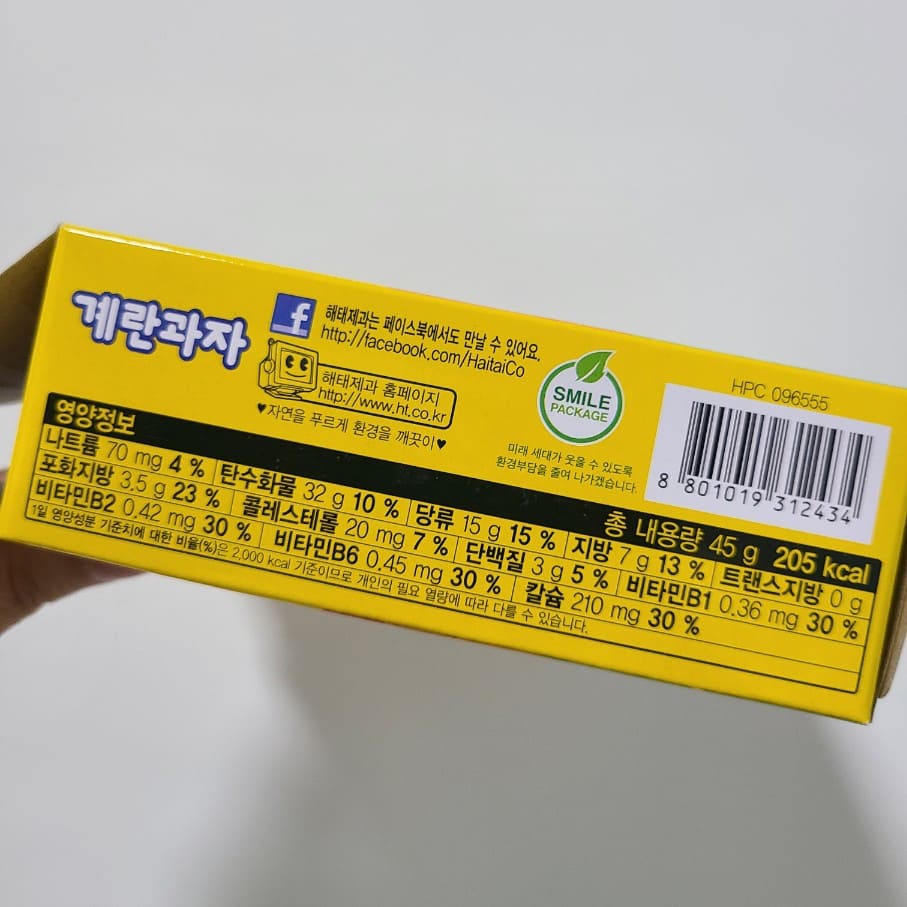 계란과자
f
해태제과는 페이스북에서도 만날 수 있어요.
http://facebook.com/HaitaiCo
해태제과 홈페이지
http://www.ht.co.kr
♥자연을 푸르게 환경을 깨끗이♥
SMILE
PACKAGE
미래 세대가 웃을 수 있도록
환경부담을 줄여 나가겠습니다.
HPC 096555
8 801019 312434
영양정보 총 내용량 45 g 205 kcal
나트륨 70 mg 4 % 탄수화물 32 g 10 % 당류 15 g 15 % 지방 7 g 13 % 트랜스지방 0 g
포화지방 3.5 g 23 % 콜레스테롤 20 mg 7 % 단백질 3 g 5 % 비타민B1 0.36 mg 30 %
비타민B2 0.42 mg 30 % 비타민B6 0.45 mg 30 % 칼슘 210 mg 30 %
1일 영양성분 기준치에 대한 비율(%)은 2,000 kcal 기준이므로 개인의 필요 열량에 따라 다를 수 있습니다.